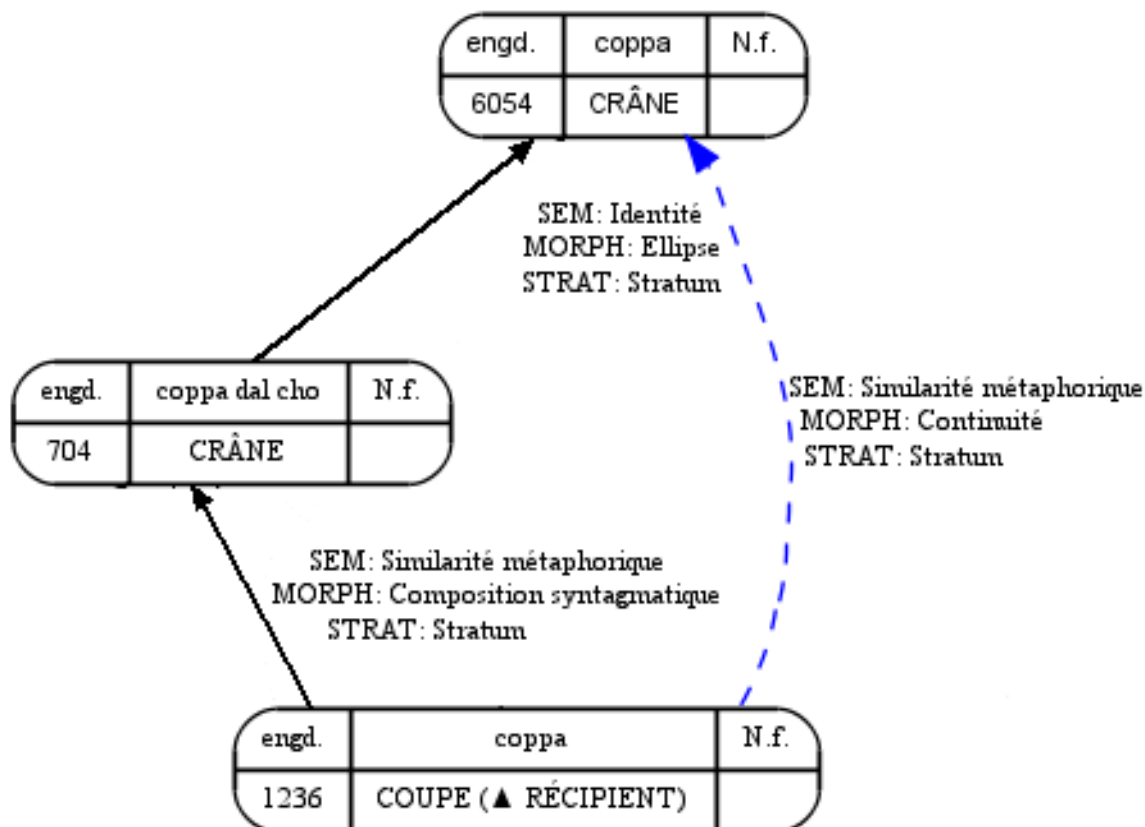 engd. coppa N.f.
6054 CRÂNE
SEM: Identité
MORPH: Ellipse
STRAT: Stratum
engd. coppa dal cho N.f.
704 CRÂNE
SEM: Similarité métaphorique
MORPH: Continuité
STRAT: Stratum
SEM: Similarité métaphorique
MORPH: Composition syntagmatique
STRAT: Stratum
engd. coppa N.f.
1236 COUPE (▲ RÉCIPIENT)